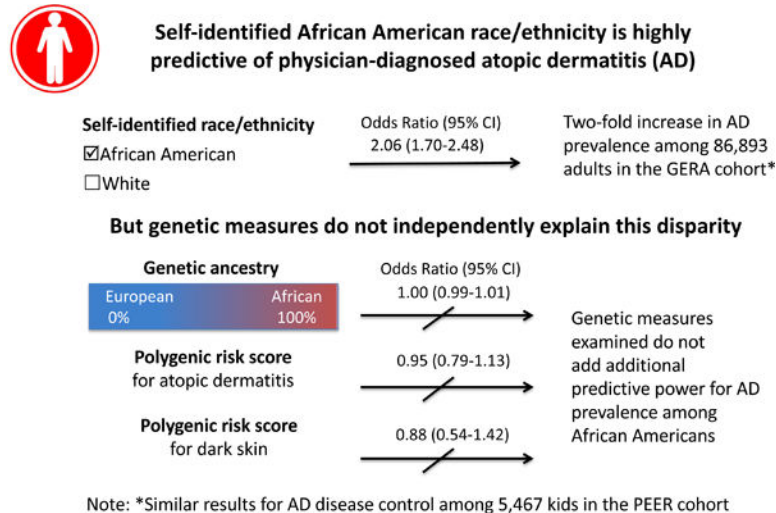 Self-identified African American race/ethnicity is highly
predictive of physician-diagnosed atopic dermatitis (AD)
Self-identified race/ethnicity
☑African American
☐White
Odds Ratio (95% CI)
2.06 (1.70-2.48)
Two-fold increase in AD
prevalence among 86,893
adults in the GERA cohort*
But genetic measures do not independently explain this disparity
Genetic ancestry
European African
0% 100%
Odds Ratio (95% CI)
1.00 (0.99-1.01)
Polygenic risk score
for atopic dermatitis
0.95 (0.79-1.13)
Polygenic risk score
for dark skin
0.88 (0.54-1.42)
Genetic measures
examined do not
add additional
predictive power for AD
prevalence among
African Americans
Note: *Similar results for AD disease control among 5,467 kids in the PEER cohort